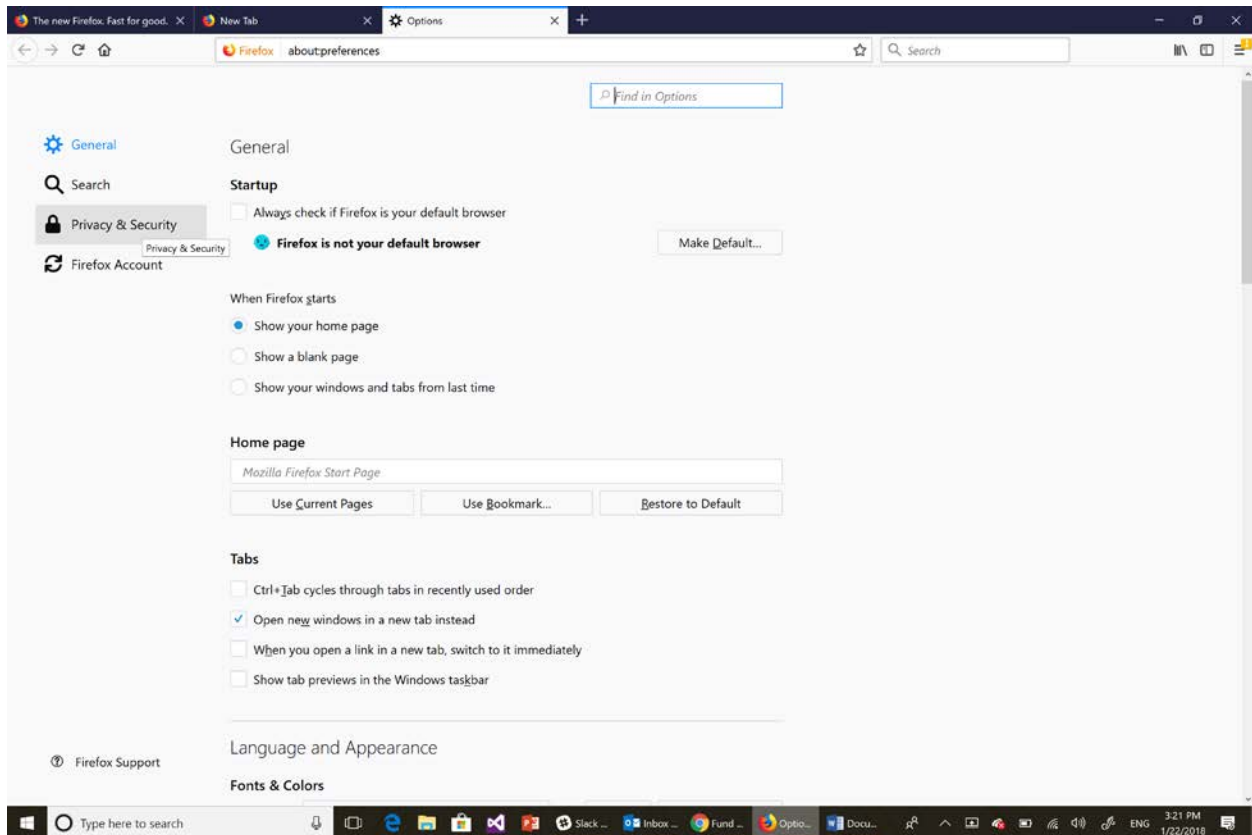 The new Firefox. Fast for good.
New Tab
Options
Firefox about:preferences
Search
Find in Options
General
Search
Privacy & Security
Privacy & Security
Firefox Account
General
Startup
Always check if Firefox is your default browser
Firefox is not your default browser
Make Default...
When Firefox starts
Show your home page
Show a blank page
Show your windows and tabs from last time
Home page
Mozilla Firefox Start Page
Use Current Pages
Use Bookmark...
Restore to Default
Tabs
Ctrl+Tab cycles through tabs in recently used order
Open new windows in a new tab instead
When you open a link in a new tab, switch to it immediately
Show tab previews in the Windows taskbar
Language and Appearance
Fonts & Colors
Firefox Support
Type here to search
Slack ...
Inbox ...
Fund ...
Optio...
Docu...
ENG
3:21 PM
1/22/2018